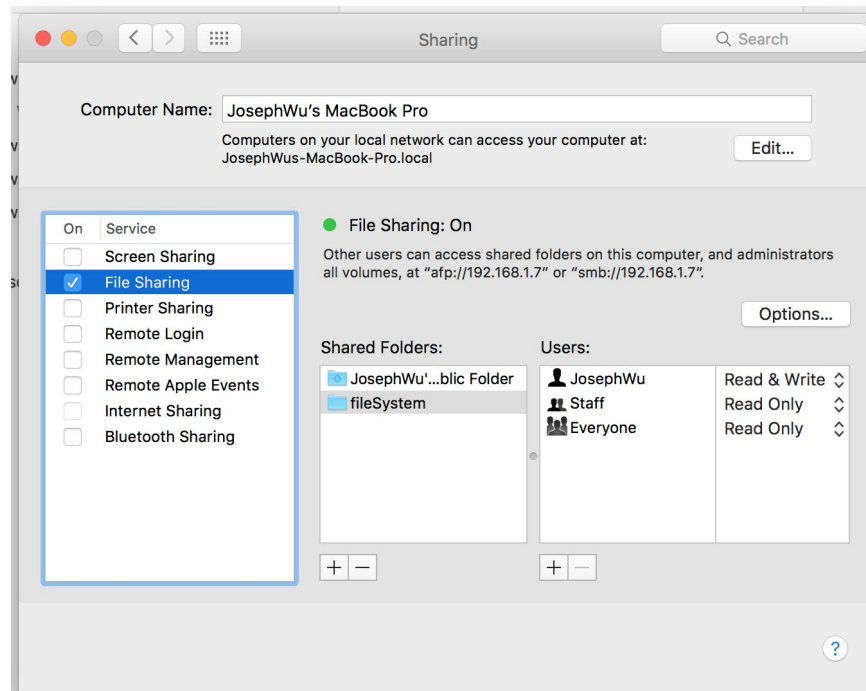 Sharing
Search
Computer Name:
JosephWu's MacBook Pro
Computers on your local network can access your computer at:
JosephWus-MacBook-Pro.local
Edit...
On Service
Screen Sharing
File Sharing
Printer Sharing
Remote Login
Remote Management
Remote Apple Events
Internet Sharing
Bluetooth Sharing
File Sharing: On
Other users can access shared folders on this computer, and administrators
all volumes, at “afp://192.168.1.7” or “smb://192.168.1.7”.
Options...
Shared Folders:
JosephWu'...blic Folder
fileSystem
Users:
JosephWu Read & Write
Staff Read Only
Everyone Read Only
+ −
+ −
?